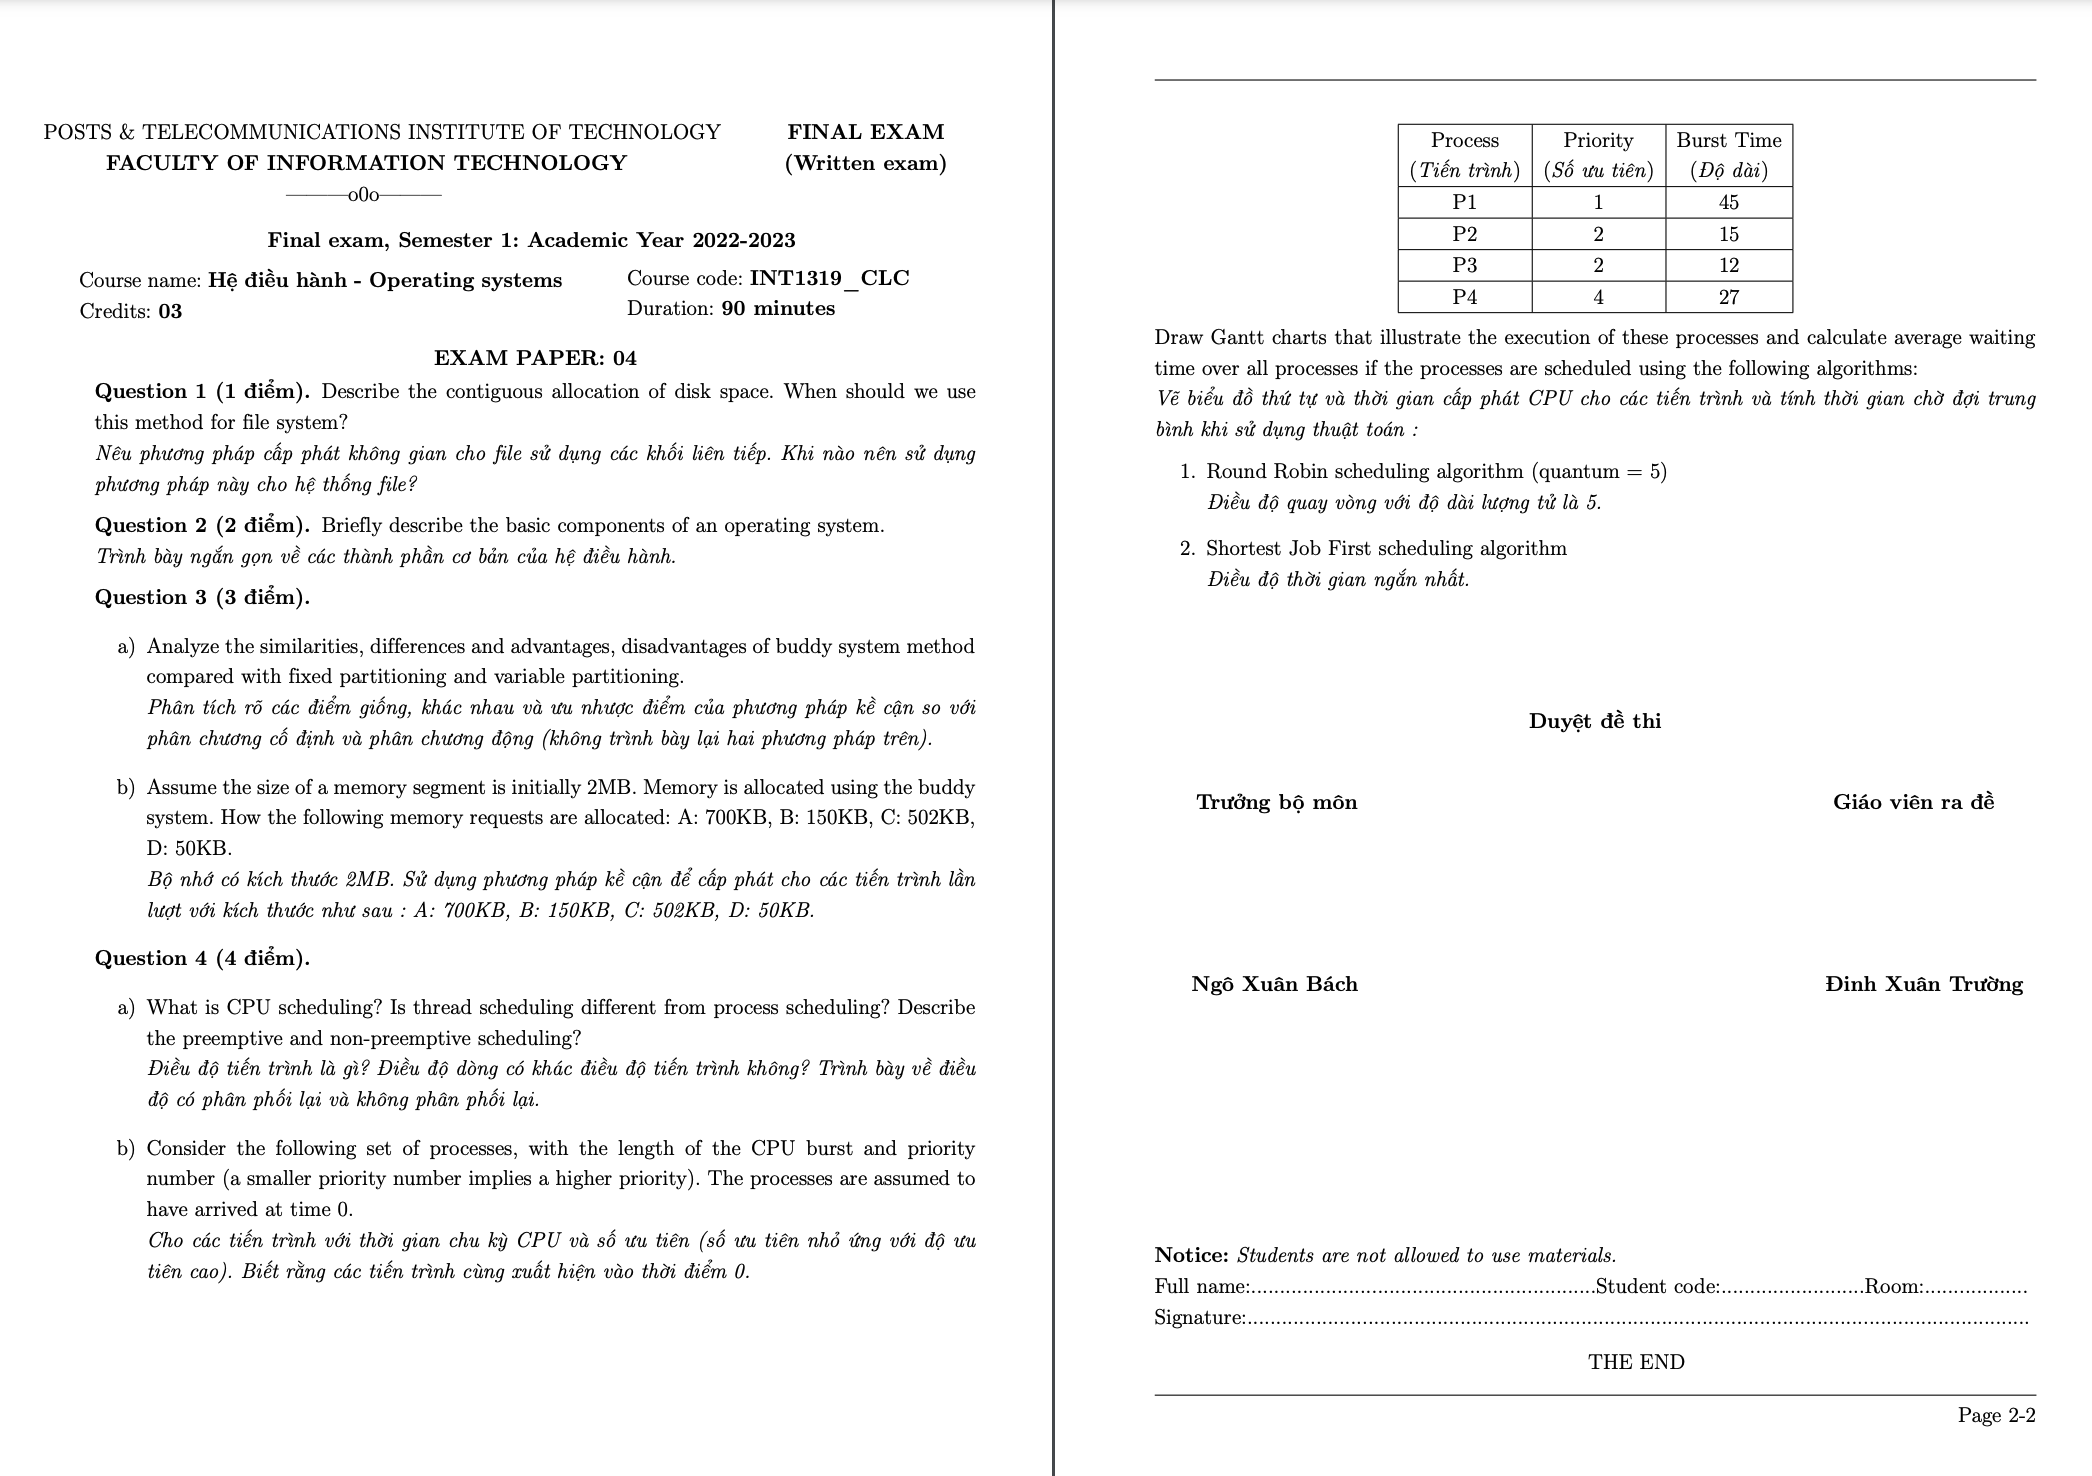 POSTS & TELECOMMUNICATIONS INSTITUTE OF TECHNOLOGY
FACULTY OF INFORMATION TECHNOLOGY
———o0o———
FINAL EXAM
(Written exam)
Final exam, Semester 1: Academic Year 2022-2023
Course name: Hệ điều hành - Operating systems
Credits: 03
Course code: INT1319_CLC
Duration: 90 minutes
EXAM PAPER: 04
Question 1 (1 điểm). Describe the contiguous allocation of disk space. When should we use
this method for file system?
Nêu phương pháp cấp phát không gian cho file sử dụng các khối liên tiếp. Khi nào nên sử dụng
phương pháp này cho hệ thống file?
Question 2 (2 điểm). Briefly describe the basic components of an operating system.
Trình bày ngắn gọn về các thành phần cơ bản của hệ điều hành.
Question 3 (3 điểm).
a) Analyze the similarities, differences and advantages, disadvantages of buddy system method
compared with fixed partitioning and variable partitioning.
Phân tích rõ các điểm giống, khác nhau và ưu nhược điểm của phương pháp kề cận so với
phân chương cố định và phân chương động (không trình bày lại hai phương pháp trên).
b) Assume the size of a memory segment is initially 2MB. Memory is allocated using the buddy
system. How the following memory requests are allocated: A: 700KB, B: 150KB, C: 502KB,
D: 50KB.
Bộ nhớ có kích thước 2MB. Sử dụng phương pháp kề cận để cấp phát cho các tiến trình lần
lượt với kích thước như sau : A: 700KB, B: 150KB, C: 502KB, D: 50KB.
Question 4 (4 điểm).
a) What is CPU scheduling? Is thread scheduling different from process scheduling? Describe
the preemptive and non-preemptive scheduling?
Điều độ tiến trình là gì? Điều độ dòng có khác điều độ tiến trình không? Trình bày về điều
độ có phân phối lại và không phân phối lại.
b) Consider the following set of processes, with the length of the CPU burst and priority
number (a smaller priority number implies a higher priority). The processes are assumed to
have arrived at time 0.
Cho các tiến trình với thời gian chu kỳ CPU và số ưu tiên (số ưu tiên nhỏ ứng với độ ưu
tiên cao). Biết rằng các tiến trình cùng xuất hiện vào thời điểm 0.
Process Priority Burst Time
(Tiến trình) (Số ưu tiên) (Độ dài)
P1 1 45
P2 2 15
P3 2 12
P4 4 27
Draw Gantt charts that illustrate the execution of these processes and calculate average waiting
time over all processes if the processes are scheduled using the following algorithms:
Vẽ biểu đồ thứ tự và thời gian cấp phát CPU cho các tiến trình và tính thời gian chờ đợi trung
bình khi sử dụng thuật toán :
1. Round Robin scheduling algorithm (quantum = 5)
Điều độ quay vòng với độ dài lượng tử là 5.
2. Shortest Job First scheduling algorithm
Điều độ thời gian ngắn nhất.
Duyệt đề thi
Trưởng bộ môn Giáo viên ra đề
Ngô Xuân Bách Đinh Xuân Trường
Notice: Students are not allowed to use materials.
Full name:............................................................Student code:.........................Room:..................
Signature:.........................................................................................................................................
THE END
Page 2-2